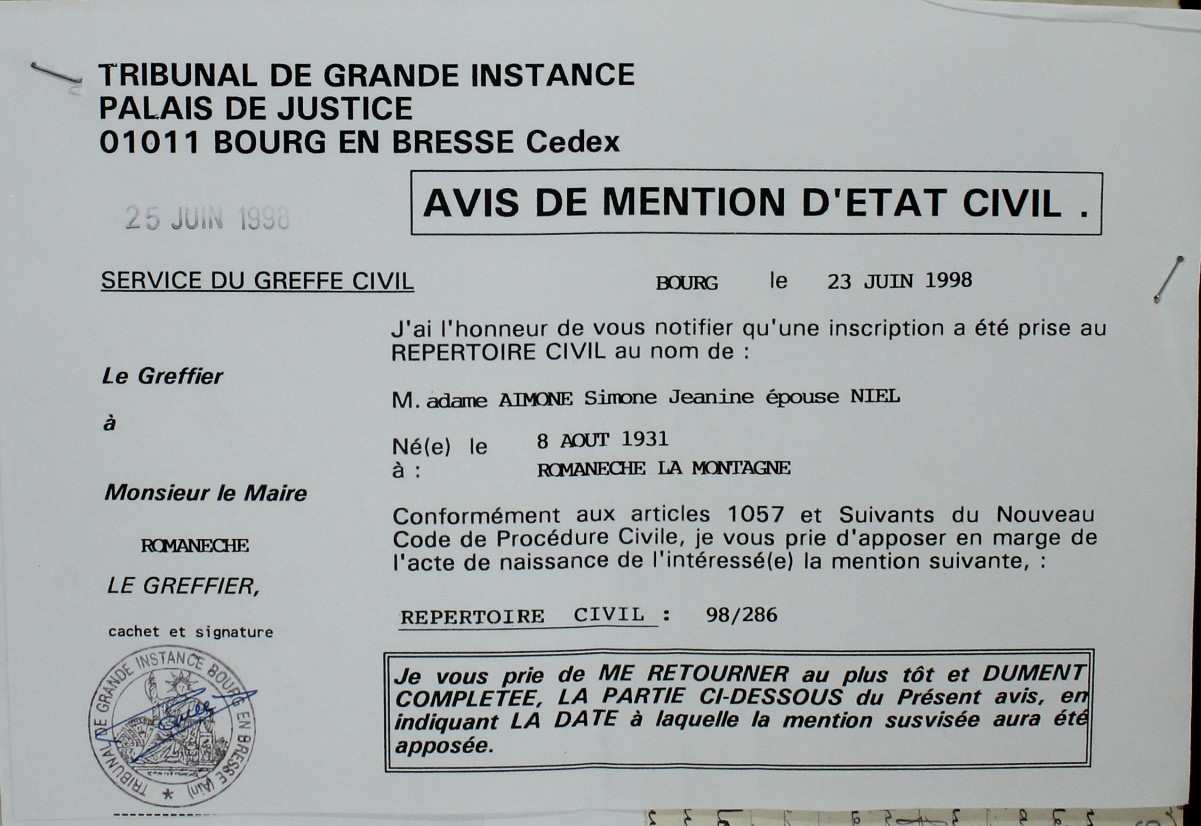 TRIBUNAL DE GRANDE INSTANCE
PALAIS DE JUSTICE
01011 BOURG EN BRESSE Cedex
AVIS DE MENTION D'ETAT CIVIL .
25 JUIN 1998
SERVICE DU GREFFE CIVIL
BOURG le 23 JUIN 1998
J'ai l'honneur de vous notifier qu'une inscription a été prise au
REPERTOIRE CIVIL au nom de :
Le Greffier
M. adame AIMONE Simone Jeanine épouse NIEL
à
Né(e) le 8 AOUT 1931
à : ROMANECHE LA MONTAGNE
Monsieur le Maire
Conformément aux articles 1057 et Suivants du Nouveau
Code de Procédure Civile, je vous prie d'apposer en marge de
l'acte de naissance de l'intéressé(e) la mention suivante, :
ROMANECHE
LE GREFFIER,
REPERTOIRE CIVIL : 98/286
cachet et signature
Je vous prie de ME RETOURNER au plus tôt et DUMENT
COMPLETEE, LA PARTIE CI-DESSOUS du Présent avis, en
indiquant LA DATE à laquelle la mention susvisée aura été
apposée.
TRIBUNAL DE GRANDE INSTANCE BOURG EN BRESSE (Ain)